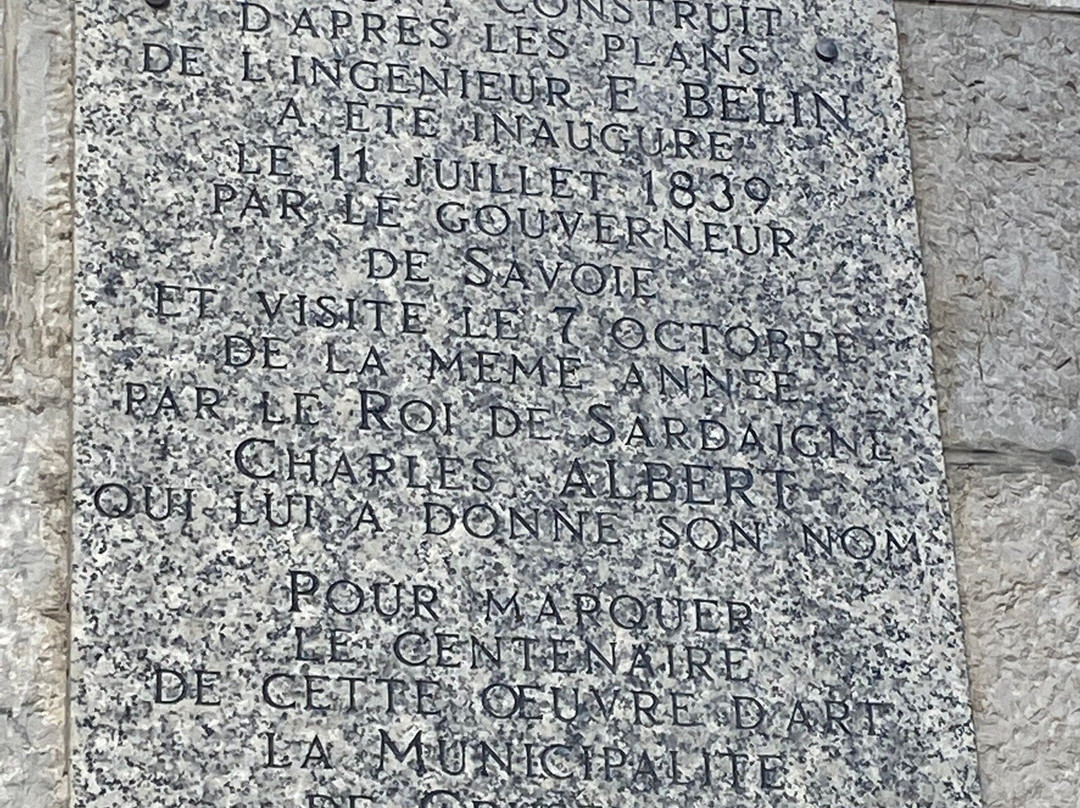 CONSTRUIT
D'APRES LES PLANS
DE L'INGENIEUR E BELIN
A ETE INAUGURE
LE 11 JUILLET 1839
PAR LE GOUVERNEUR
DE SAVOIE
ET VISITE LE 7 OCTOBRE
DE LA MEME ANNEE
PAR LE ROI DE SARDAIGNE
CHARLES ALBERT
QUI LUI A DONNE SON NOM
POUR MARQUER
LE CENTENAIRE
DE CETTE ŒUVRE D'ART
LA MUNICIPALITE
DE